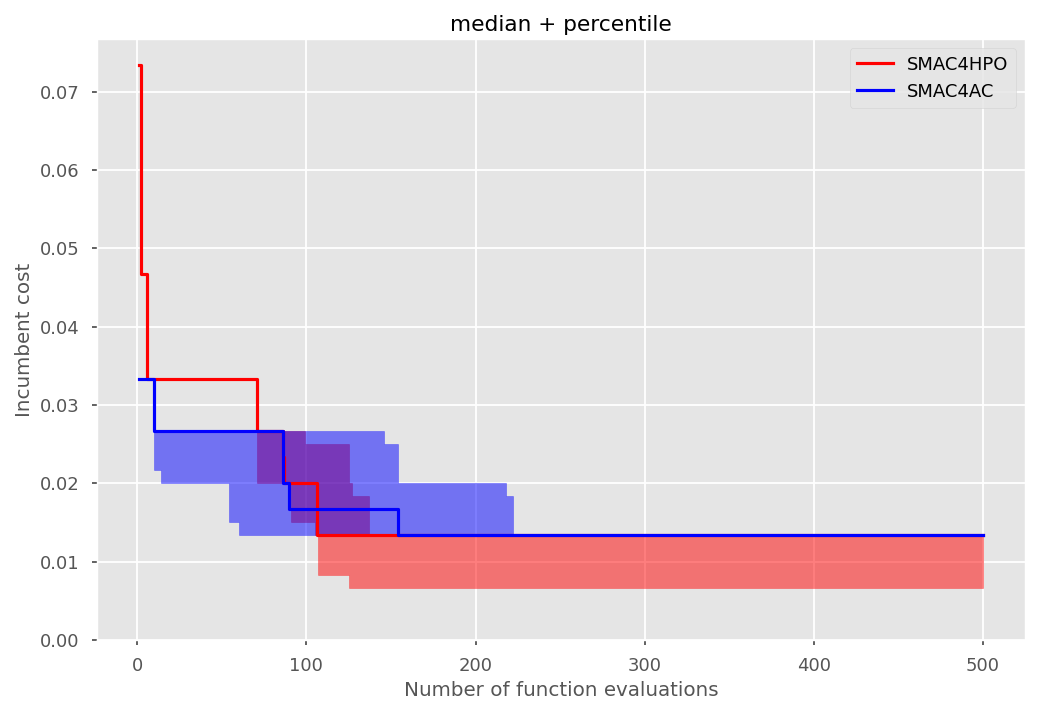 median + percentile
SMAC4HPO
SMAC4AC
Incumbent cost
0.07
0.06
0.05
0.04
0.03
0.02
0.01
0.00
0 100 200 300 400 500
Number of function evaluations